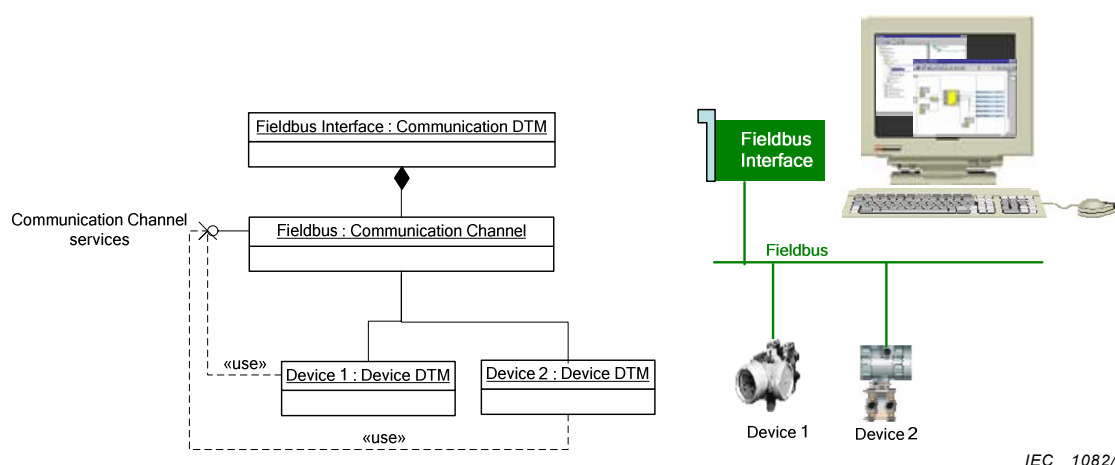 Fieldbus Interface : Communication DTM
Communication Channel
services
Fieldbus : Communication Channel
«use»
Device 1 : Device DTM
Device 2 : Device DTM
«use»
Fieldbus
Interface
Fieldbus
Device 1
Device 2
IEC 1082/